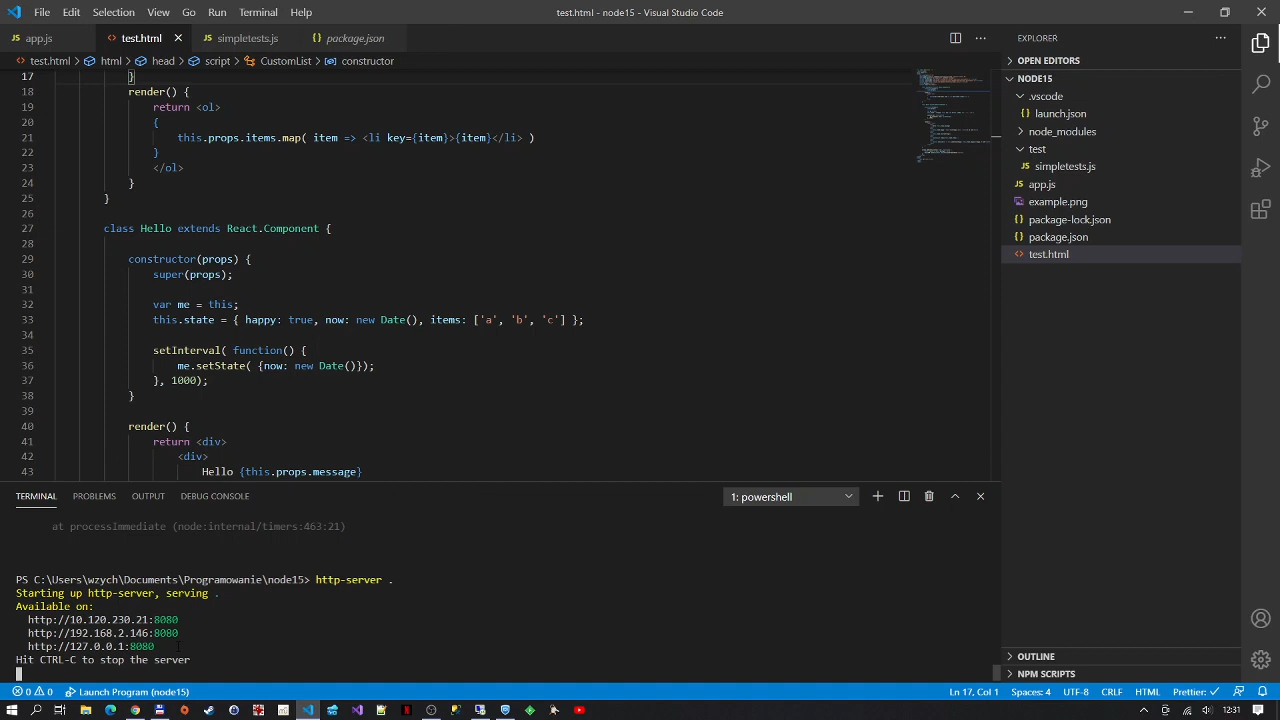 File Edit Selection View Go Run Terminal Help
test.html - node15 - Visual Studio Code
JS app.js
<> test.html
JS simpletests.js
{} package.json
<> test.html > html > head > script > CustomList > constructor
17 }
18 render() {
19 return <ol>
20 {
21 this.props.items.map( item => <li key={item}>{item}</li> )
22 }
23 </ol>
24 }
25 }
26
27 class Hello extends React.Component {
28
29 constructor(props) {
30 super(props);
31
32 var me = this;
33 this.state = { happy: true, now: new Date(), items: ['a', 'b', 'c'] };
34
35 setInterval( function() {
36 me.setState( {now: new Date()});
37 }, 1000);
38 }
39
40 render() {
41 return <div>
42 <div>
43 Hello {this.props.message}
TERMINAL PROBLEMS OUTPUT DEBUG CONSOLE
1: powershell
at processImmediate (node:internal/timers:463:21)
PS C:\Users\wzych\Documents\Programowanie\node15> http-server .
Starting up http-server, serving .
Available on:
http://10.120.230.21:8080
http://192.168.2.146:8080
http://127.0.0.1:8080
Hit CTRL-C to stop the server
EXPLORER
OPEN EDITORS
NODE15
.vscode
{} launch.json
node_modules
test
JS simpletests.js
JS app.js
example.png
{} package-lock.json
{} package.json
<> test.html
OUTLINE
NPM SCRIPTS
0 0
Launch Program (node15)
Ln 17, Col 1
Spaces: 4
UTF-8
CRLF
HTML
Prettier: ✓
12:31